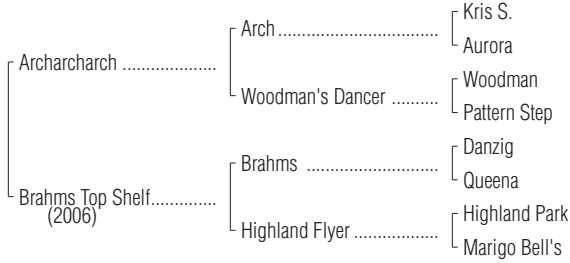 Kris S.
Arch ......................................
Aurora
Archarcharch .....................
Woodman
Woodman's Dancer ..........
Pattern Step
Danzig
Brahms ..............................
Queena
Brahms Top Shelf...............
(2006)
Highland Park
Highland Flyer ...................
Marigo Bell's